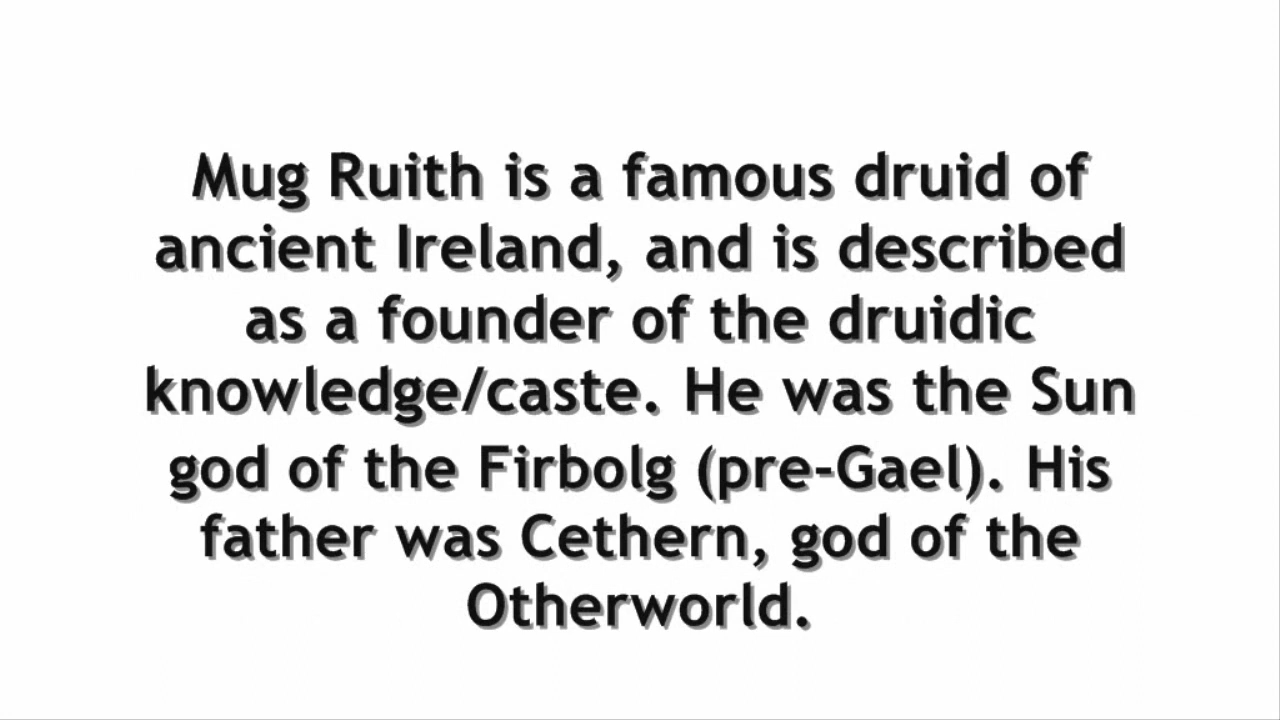 Mug Ruith is a famous druid of
ancient Ireland, and is described
as a founder of the druidic
knowledge/caste. He was the Sun
god of the Firbolg (pre-Gael). His
father was Cethern, god of the
Otherworld.